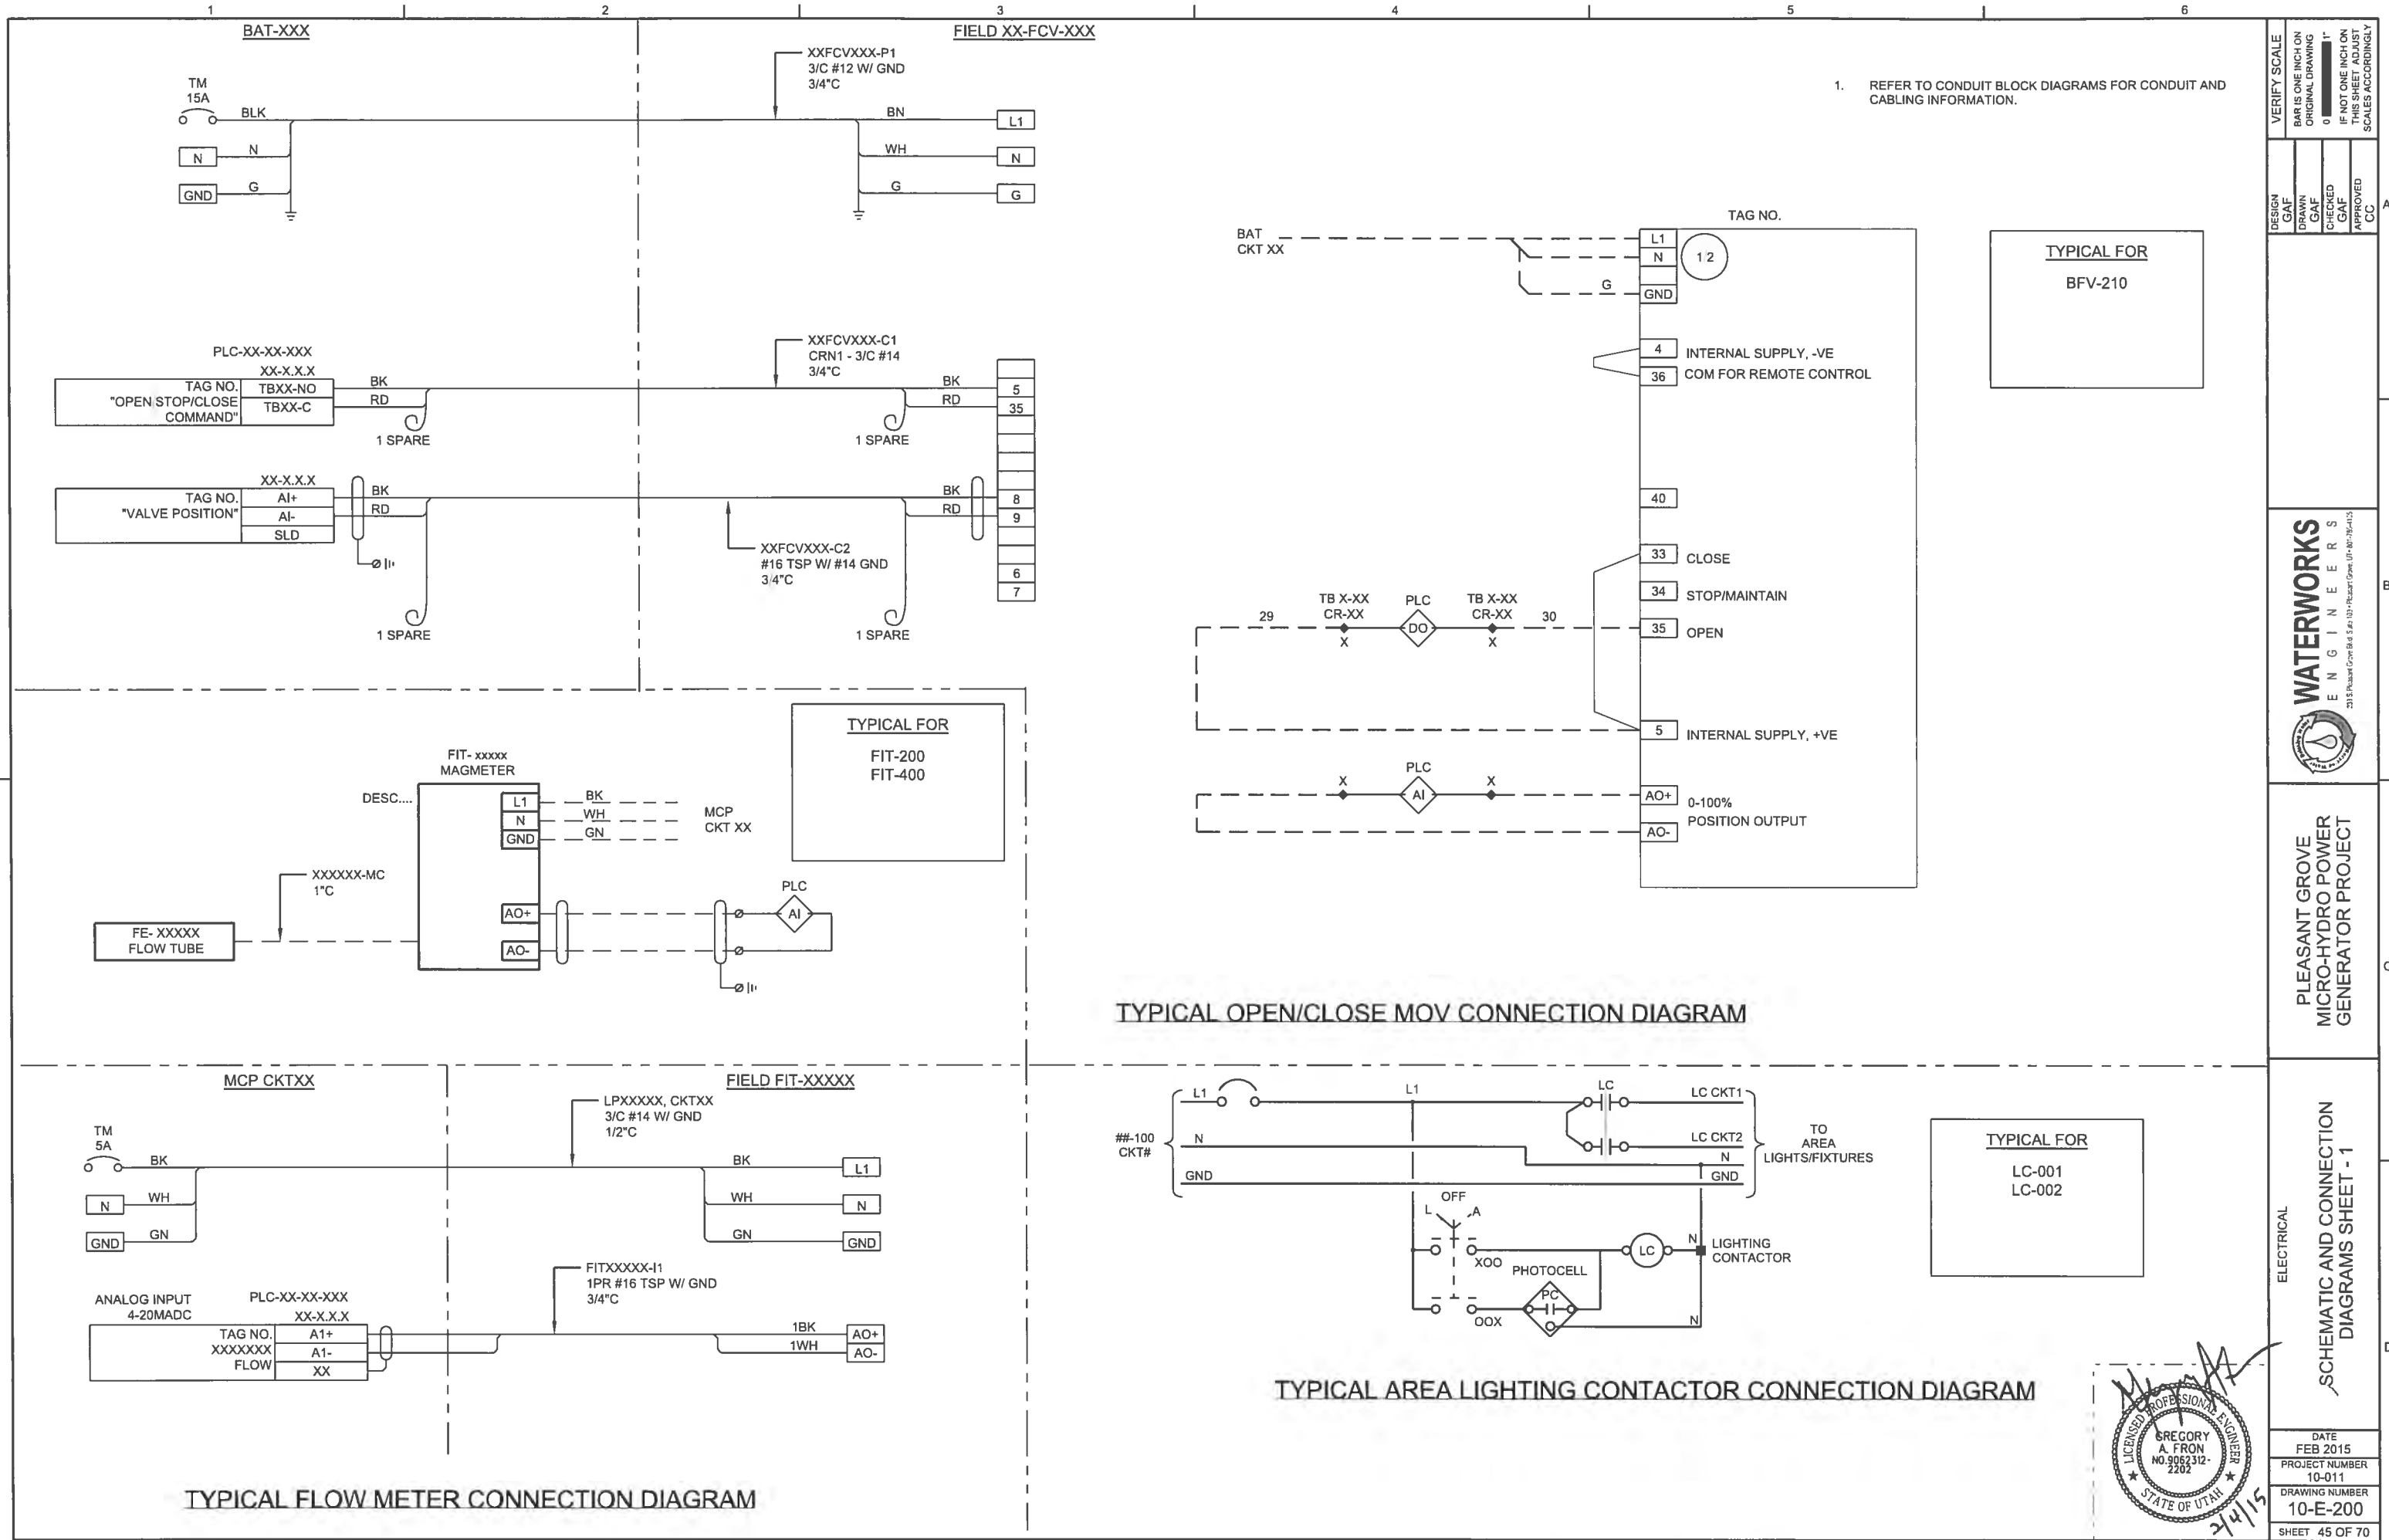 1
2
3
4
5
6
BAT-XXX
FIELD XX-FCV-XXX
TM
15A
BLK
N
N
GND
G
XXFCVXXX-P1
3/C #12 W/ GND
3/4"C
BN
L1
WH
N
G
G
PLC-XX-XX-XXX
XX-X.X.X
TAG NO.
"OPEN STOP/CLOSE
COMMAND"
TBXX-NO
TBXX-C
BK
RD
1 SPARE
XXFCVXXX-C1
CRN1 - 3/C #14
3/4"C
BK
RD
1 SPARE
5
35
XX-X.X.X
TAG NO.
"VALVE POSITION"
AI+
AI-
SLD
BK
RD
1 SPARE
XXFCVXXX-C2
#16 TSP W/ #14 GND
3/4"C
BK
RD
1 SPARE
8
9
6
7
1. REFER TO CONDUIT BLOCK DIAGRAMS FOR CONDUIT AND
CABLING INFORMATION.
TAG NO.
BAT
CKT XX
G
L1
N
GND
1 2
4 INTERNAL SUPPLY, -VE
36 COM FOR REMOTE CONTROL
40
33 CLOSE
34 STOP/MAINTAIN
35 OPEN
5 INTERNAL SUPPLY, +VE
AO+
0-100%
POSITION OUTPUT
AO-
29
TB X-XX
CR-XX
X
PLC
DO
TB X-XX
CR-XX
X
30
X
PLC
AI
X
TYPICAL FOR
BFV-210
TYPICAL OPEN/CLOSE MOV CONNECTION DIAGRAM
FIT- xxxxx
MAGMETER
DESC....
L1
N
GND
BK
WH
GN
MCP
CKT XX
AO+
AO-
PLC
AI
XXXXXX-MC
1"C
FE- XXXXX
FLOW TUBE
TYPICAL FOR
FIT-200
FIT-400
MCP CKTXX
FIELD FIT-XXXXX
TM
5A
BK
N
WH
GND
GN
LPXXXXX, CKTXX
3/C #14 W/ GND
1/2"C
BK
L1
WH
N
GN
GND
ANALOG INPUT
4-20MADC
PLC-XX-XX-XXX
XX-X.X.X
TAG NO.
XXXXXXX
FLOW
A1+
A1-
XX
FITXXXXX-I1
1PR #16 TSP W/ GND
3/4"C
1BK
1WH
AO+
AO-
TYPICAL FLOW METER CONNECTION DIAGRAM
##-100
CKT#
L1
N
GND
L1
LC
LC CKT1
LC CKT2
N
GND
TO
AREA
LIGHTS/FIXTURES
OFF
L
A
XOO
OOX
PHOTOCELL
PC
LC
N
LIGHTING
CONTACTOR
N
TYPICAL FOR
LC-001
LC-002
TYPICAL AREA LIGHTING CONTACTOR CONNECTION DIAGRAM
VERIFY SCALE
BAR IS ONE INCH ON
ORIGINAL DRAWING
0 1"
IF NOT ONE INCH ON
THIS SHEET ADJUST
SCALES ACCORDINGLY
DESIGN
GAF
DRAWN
GAF
CHECKED
GAF
APPROVED
CC
A
B
C
D
WATERWORKS
ENGINEERS
PLEASANT GROVE
MICRO-HYDRO POWER
GENERATOR PROJECT
ELECTRICAL
SCHEMATIC AND CONNECTION
DIAGRAMS SHEET - 1
LICENSED PROFESSIONAL ENGINEER
GREGORY
A. FRON
NO.9062312-
2202
STATE OF UTAH
2/4/15
DATE
FEB 2015
PROJECT NUMBER
10-011
DRAWING NUMBER
10-E-200
SHEET 45 OF 70